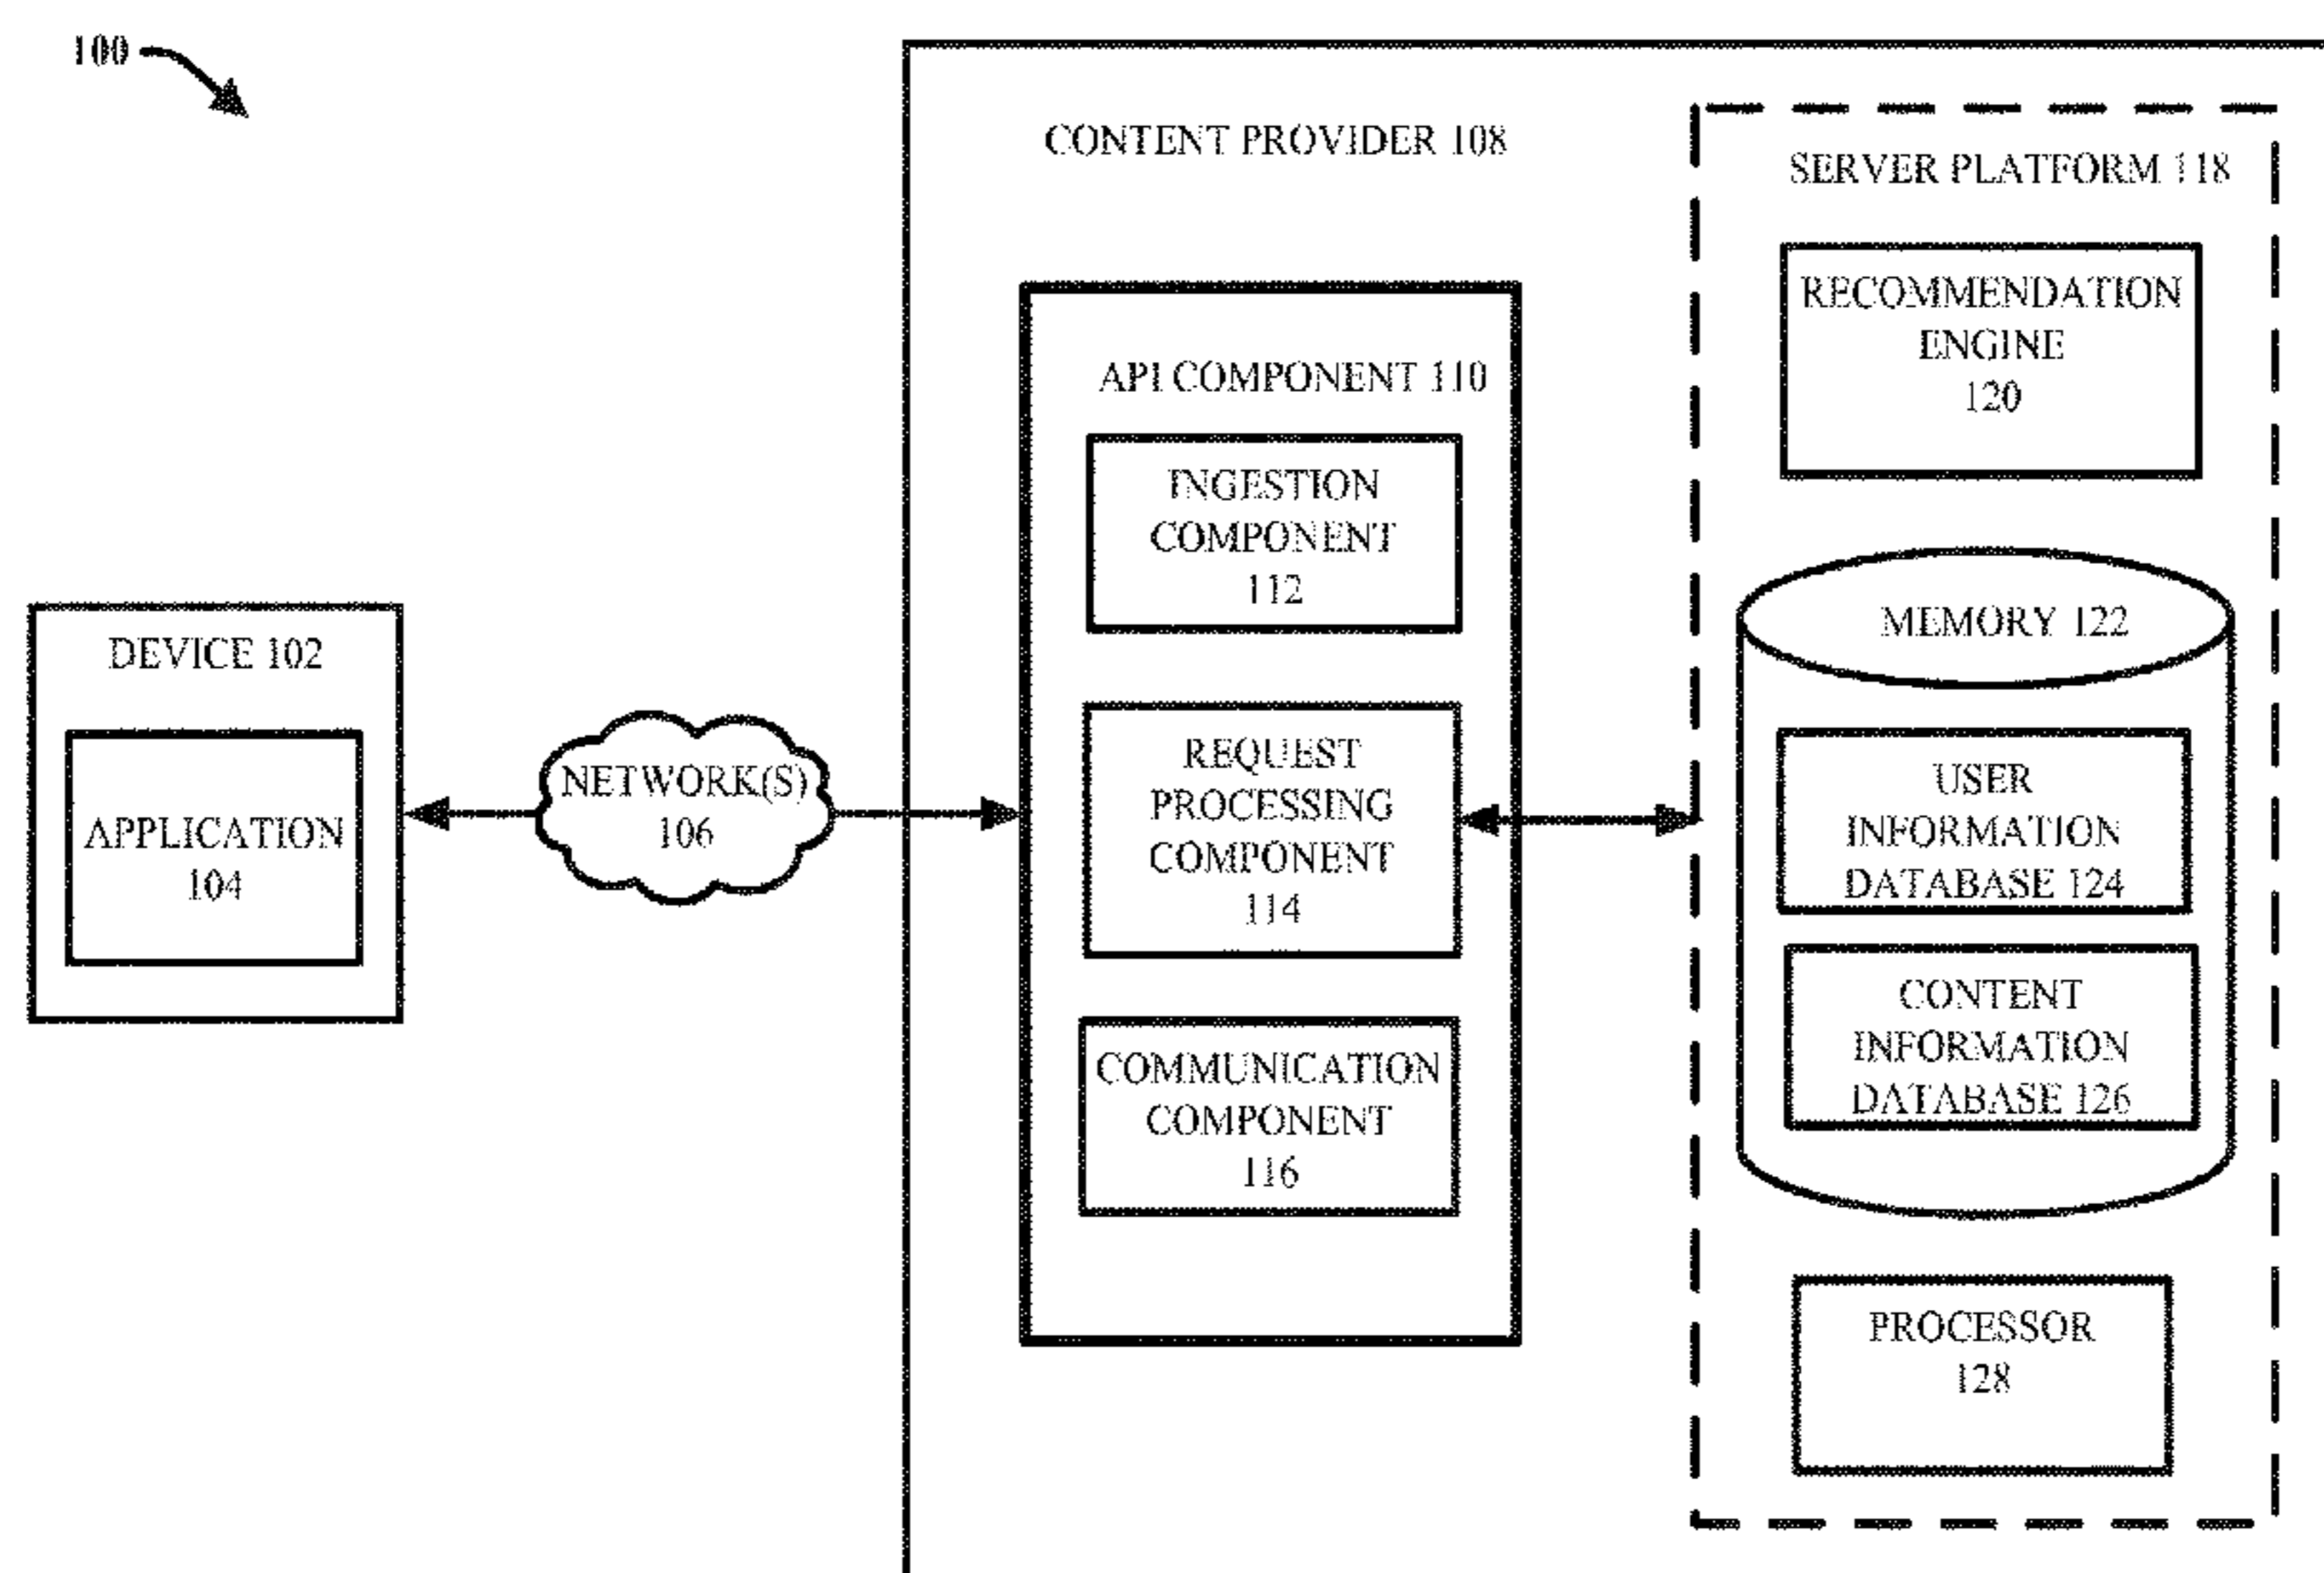 100
CONTENT PROVIDER 108
SERVER PLATFORM 118
RECOMMENDATION
ENGINE
120
API COMPONENT 110
INGESTION
COMPONENT
112
MEMORY 122
DEVICE 102
APPLICATION
104
NETWORK(S)
106
REQUEST
PROCESSING
COMPONENT
114
USER
INFORMATION
DATABASE 124
CONTENT
INFORMATION
DATABASE 126
COMMUNICATION
COMPONENT
116
PROCESSOR
128